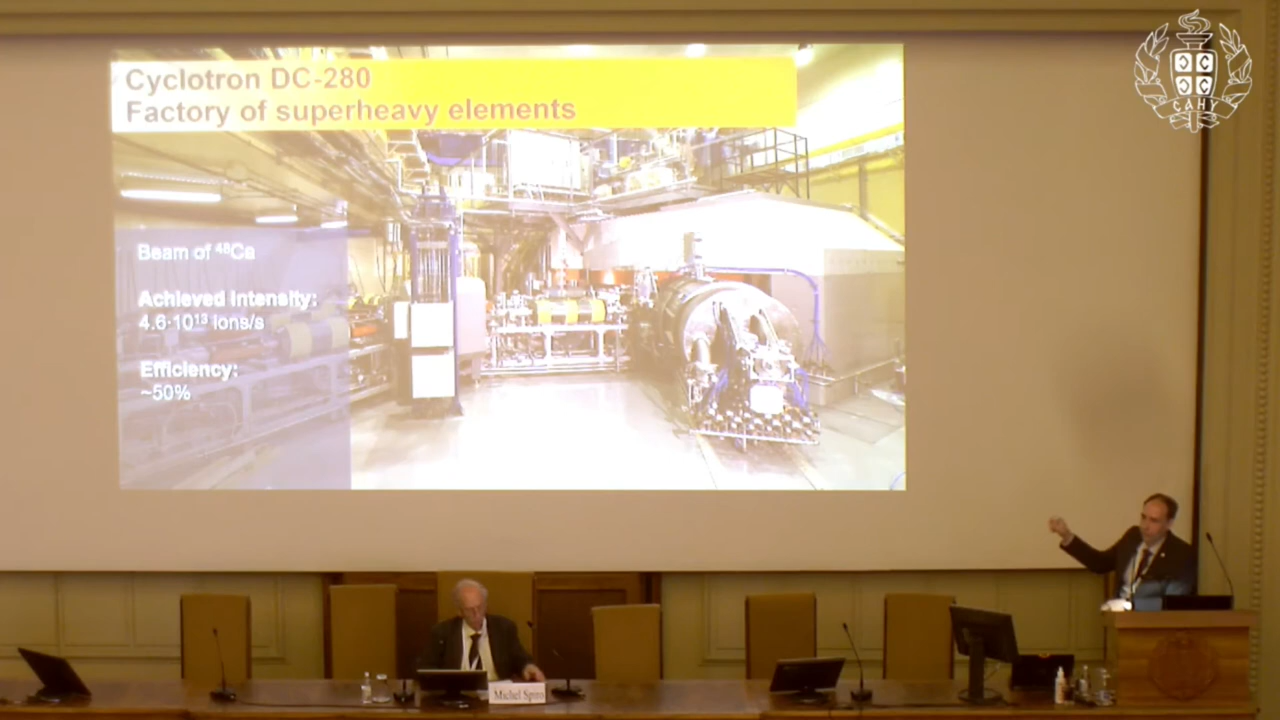 Cyclotron DC-280
Factory of superheavy elements
Beam of ⁴⁸Ca
Achieved Intensity:
4.6·10¹³ ions/s
Efficiency:
~50%
Michel Spiro
САНУ